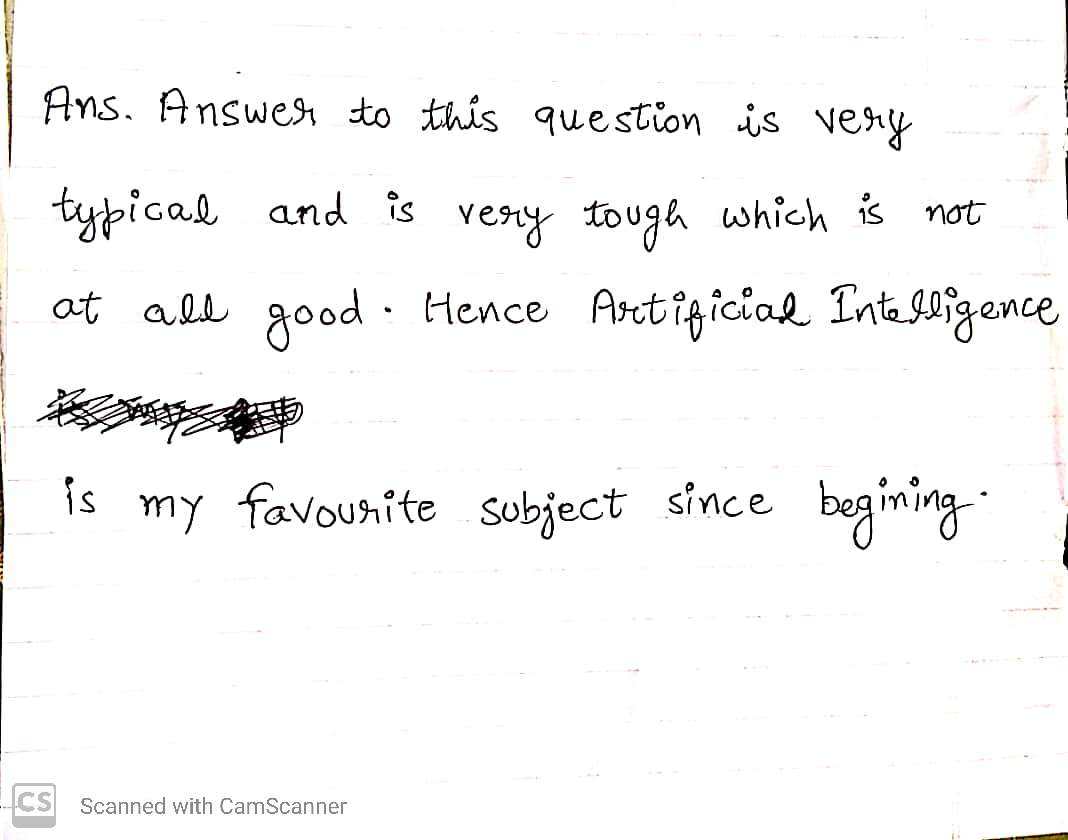 Ans. Answer to this question is very
typical and is very tough which is not
at all good. Hence Artificial Intelligence
is my favourite subject since begining.
CS Scanned with CamScanner